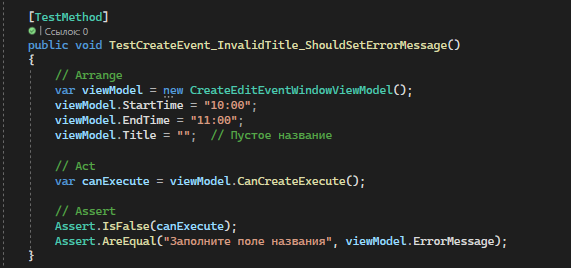 [TestMethod]
| Ссылок: 0
public void TestCreateEvent_InvalidTitle_ShouldSetErrorMessage()
{
// Arrange
var viewModel = new CreateEditEventWindowViewModel();
viewModel.StartTime = "10:00";
viewModel.EndTime = "11:00";
viewModel.Title = ""; // Пустое название
// Act
var canExecute = viewModel.CanCreateExecute();
// Assert
Assert.IsFalse(canExecute);
Assert.AreEqual("Заполните поле названия", viewModel.ErrorMessage);
}